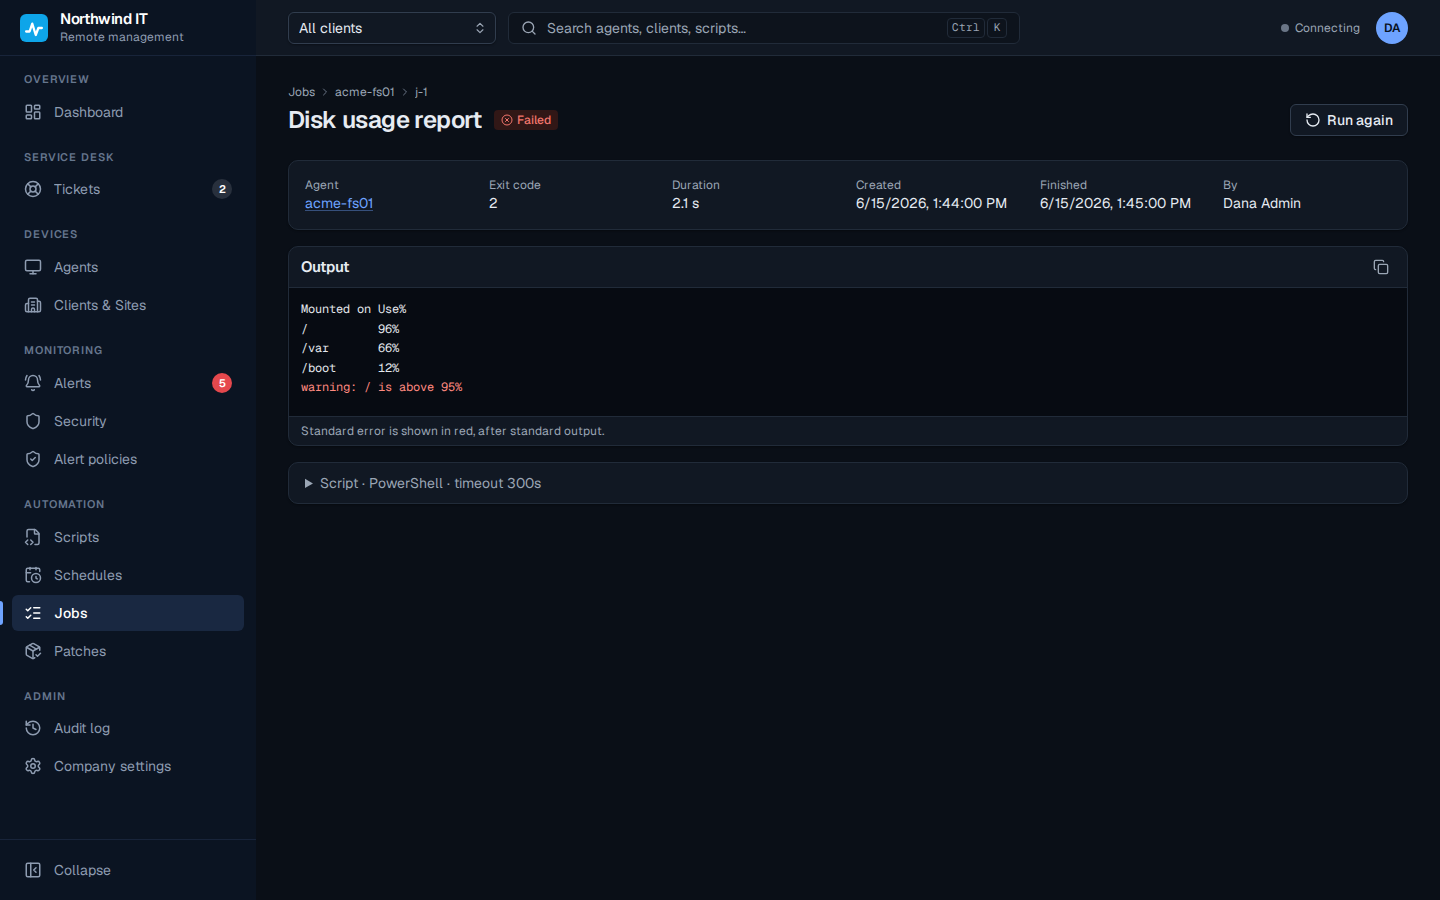 Northwind IT
Remote management
All clients
Search agents, clients, scripts...
Ctrl K
Connecting
DA
OVERVIEW
Dashboard
SERVICE DESK
Tickets 2
DEVICES
Agents
Clients & Sites
MONITORING
Alerts 5
Security
Alert policies
AUTOMATION
Scripts
Schedules
Jobs
Patches
ADMIN
Audit log
Company settings
Collapse
Jobs > acme-fs01 > j-1
Disk usage report
Failed
Run again
Agent
acme-fs01
Exit code
2
Duration
2.1 s
Created
6/15/2026, 1:44:00 PM
Finished
6/15/2026, 1:45:00 PM
By
Dana Admin
Output
Mounted on Use%
/ 96%
/var 66%
/boot 12%
warning: / is above 95%
Standard error is shown in red, after standard output.
Script · PowerShell · timeout 300s